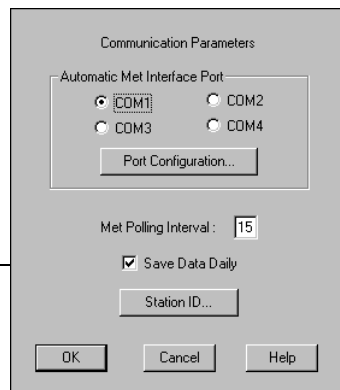 Communication Parameters
Automatic Met Interface Port
COM1 COM2
COM3 COM4
Port Configuration...
Met Polling Interval : 15
Save Data Daily
Station ID...
OK Cancel Help